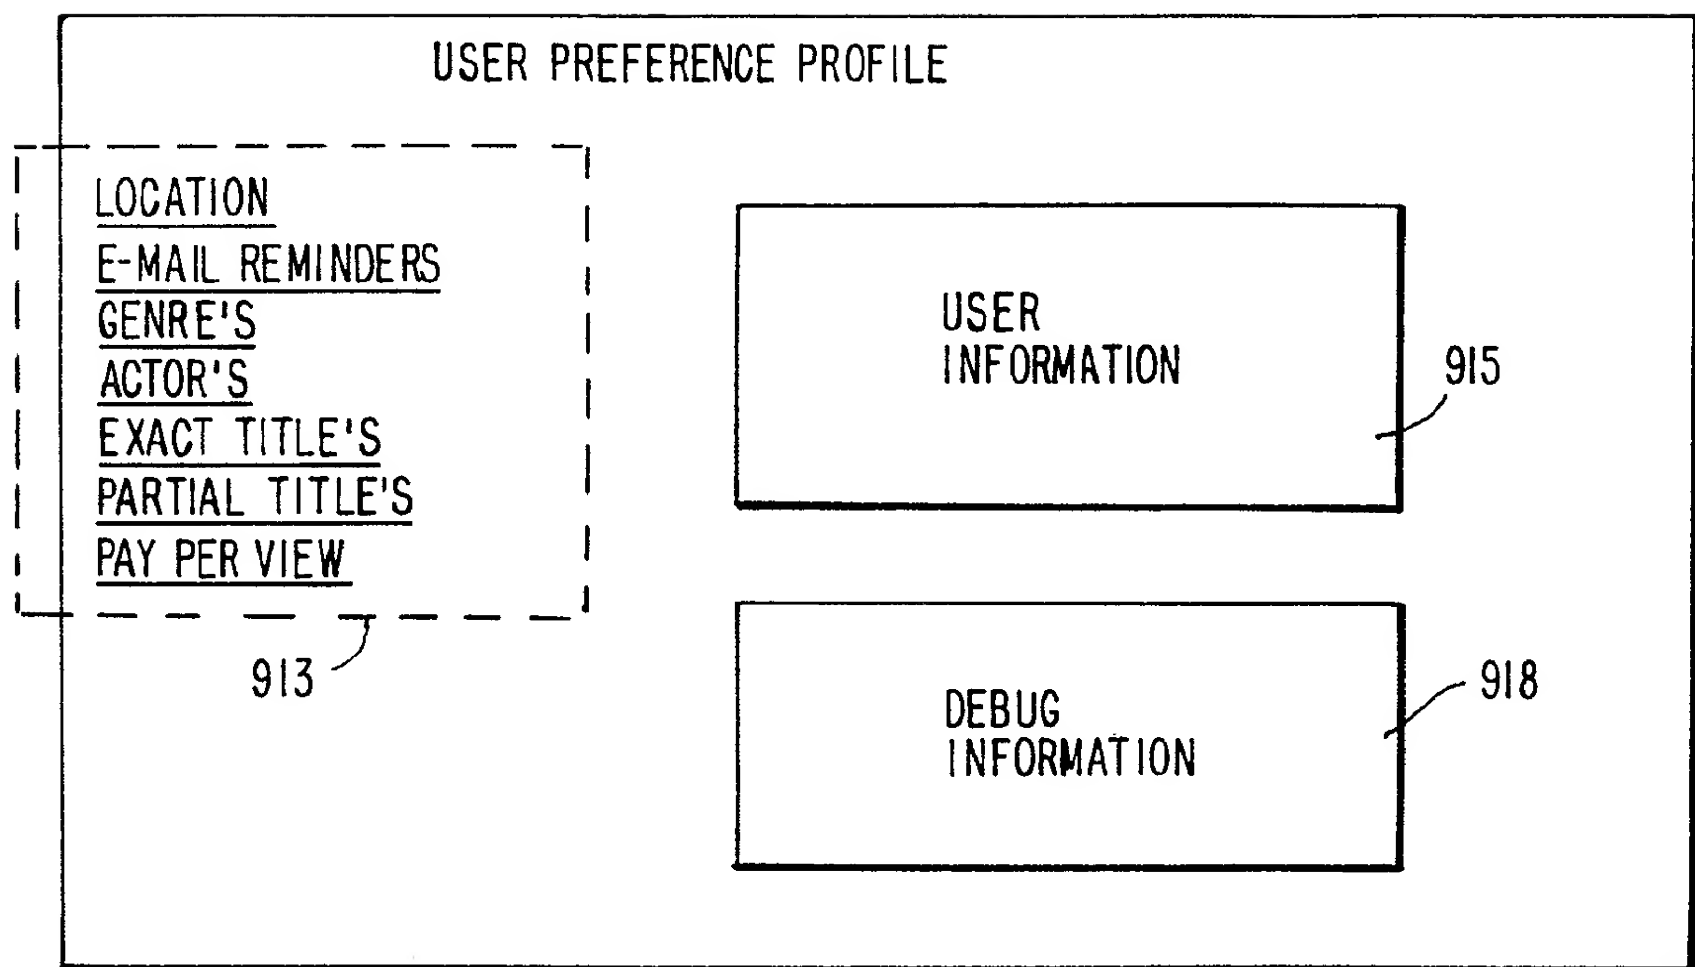 USER PREFERENCE PROFILE
LOCATION
E-MAIL REMINDERS
GENRE'S
ACTOR'S
EXACT TITLE'S
PARTIAL TITLE'S
PAY PER VIEW
913
USER
INFORMATION
915
DEBUG
INFORMATION
918